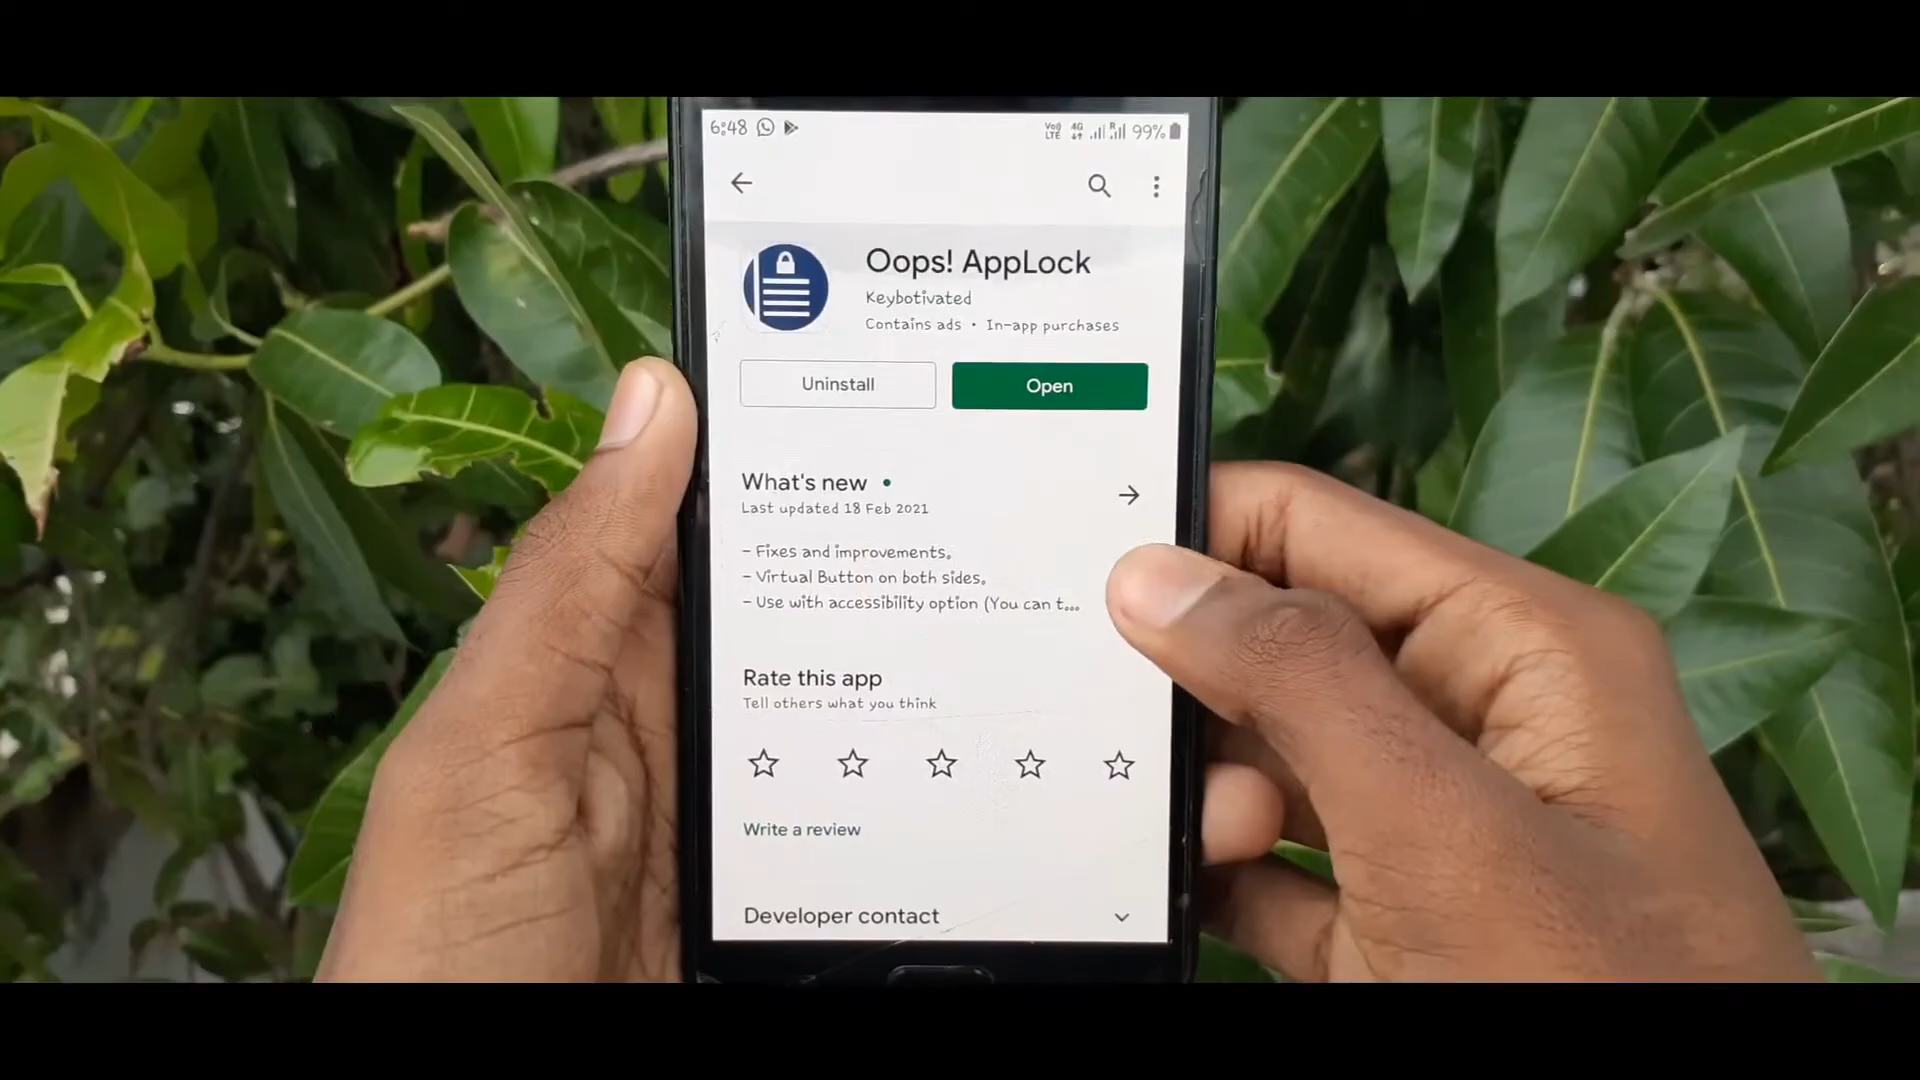 6:48 VoLTE 4G R 99%
Oops! AppLock
Keybotivated
Contains ads • In-app purchases
Uninstall
Open
What's new •
Last updated 18 Feb 2021
- Fixes and improvements.
- Virtual Button on both sides.
- Use with accessibility option (You can t...
Rate this app
Tell others what you think
Write a review
Developer contact